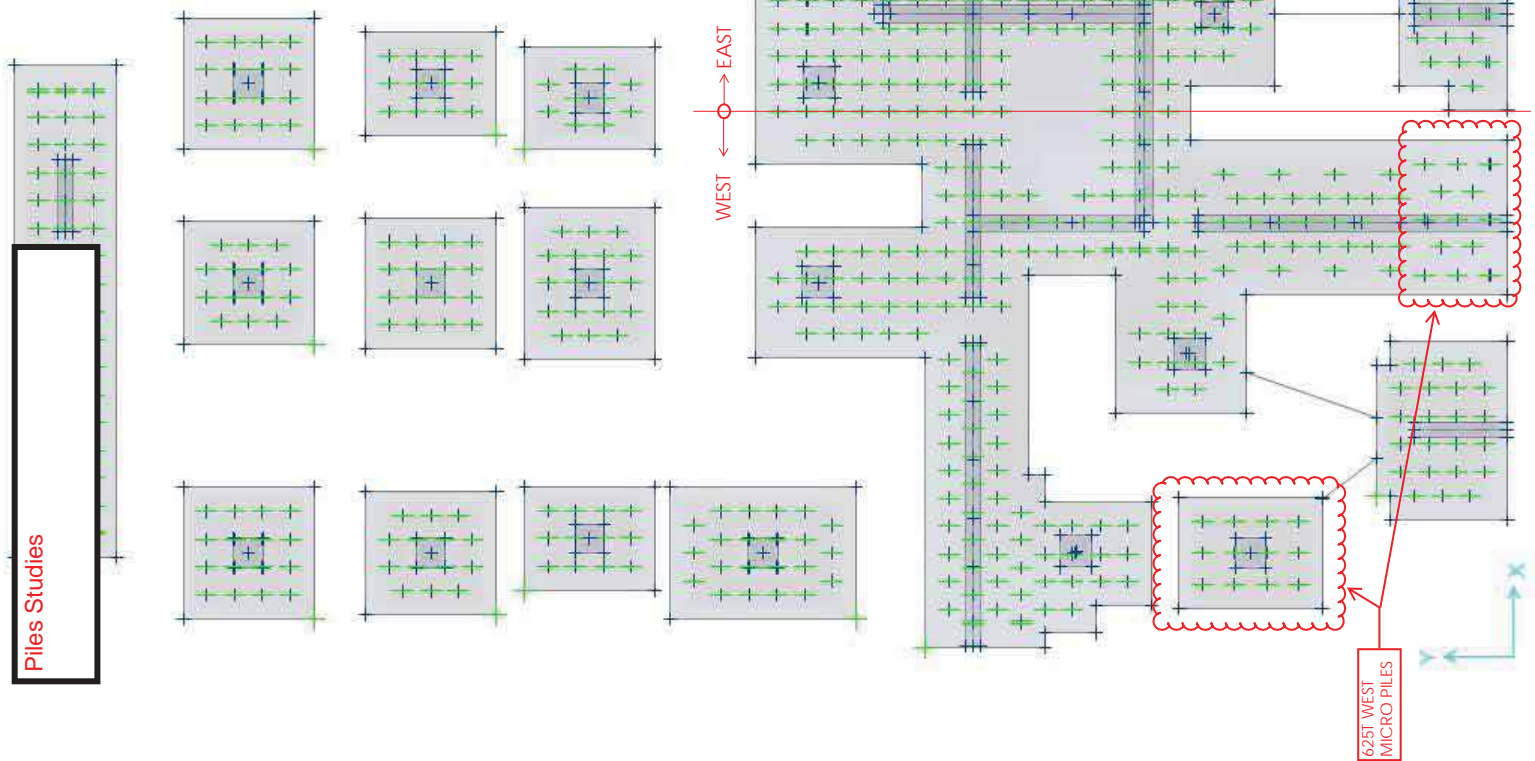 Piles Studies
WEST
EAST
625T WEST
MICRO PILES
Y
X